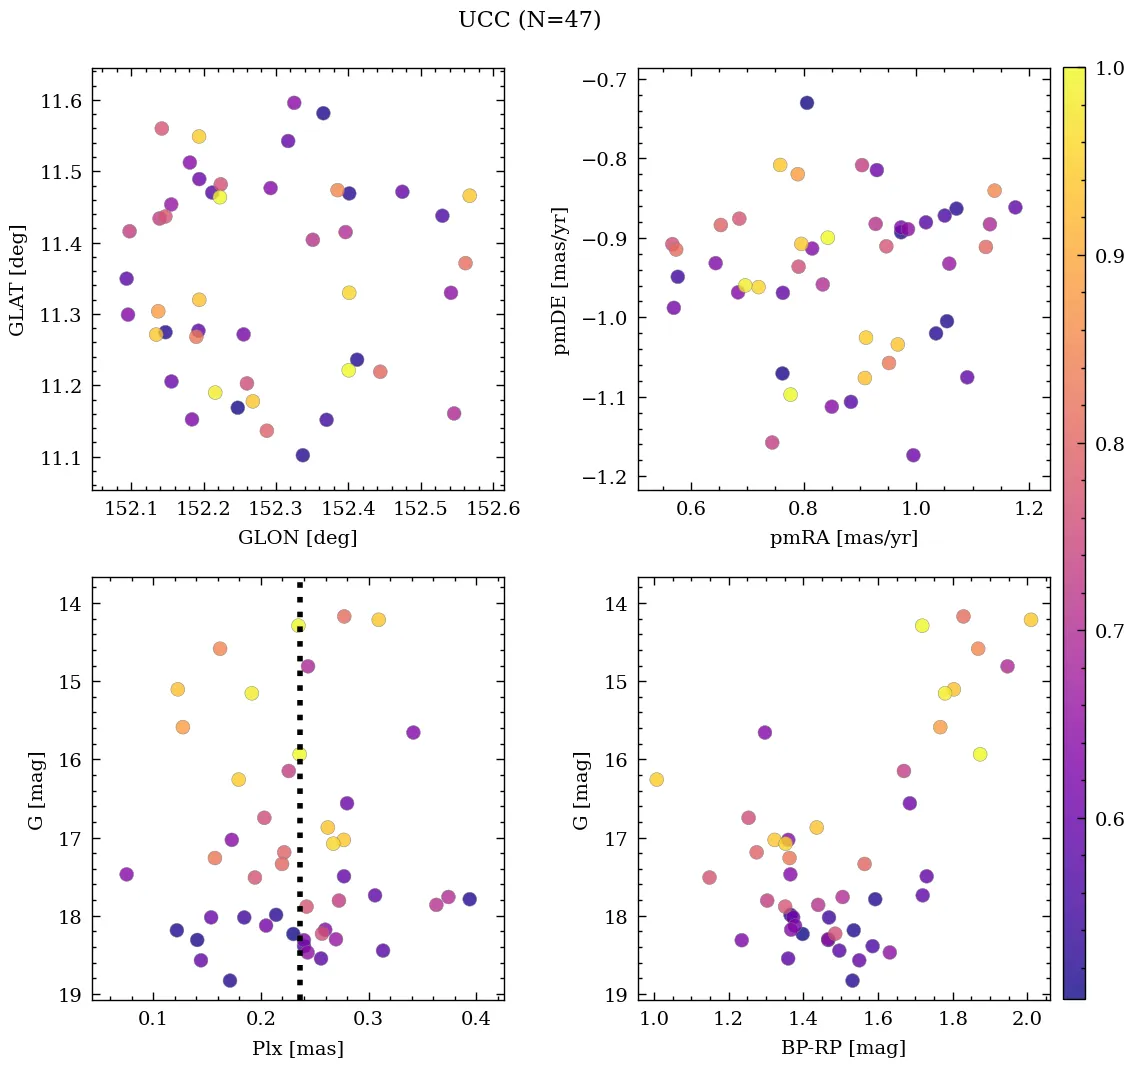 UCC (N=47)
11.6
11.5
11.4
11.3
11.2
11.1
GLAT [deg]
152.1 152.2 152.3 152.4 152.5 152.6
GLON [deg]
−0.7
−0.8
−0.9
−1.0
−1.1
−1.2
pmDE [mas/yr]
0.6 0.8 1.0 1.2
pmRA [mas/yr]
14
15
16
17
18
19
G [mag]
0.1 0.2 0.3 0.4
Plx [mas]
14
15
16
17
18
19
G [mag]
1.0 1.2 1.4 1.6 1.8 2.0
BP-RP [mag]
1.0
0.9
0.8
0.7
0.6